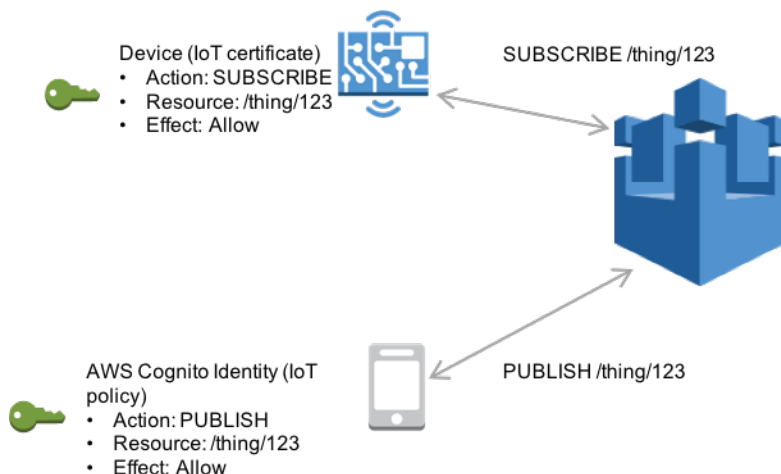 Device (IoT certificate)
• Action: SUBSCRIBE
• Resource: /thing/123
• Effect: Allow
SUBSCRIBE /thing/123
AWS Cognito Identity (IoT
policy)
• Action: PUBLISH
• Resource: /thing/123
• Effect: Allow
PUBLISH /thing/123